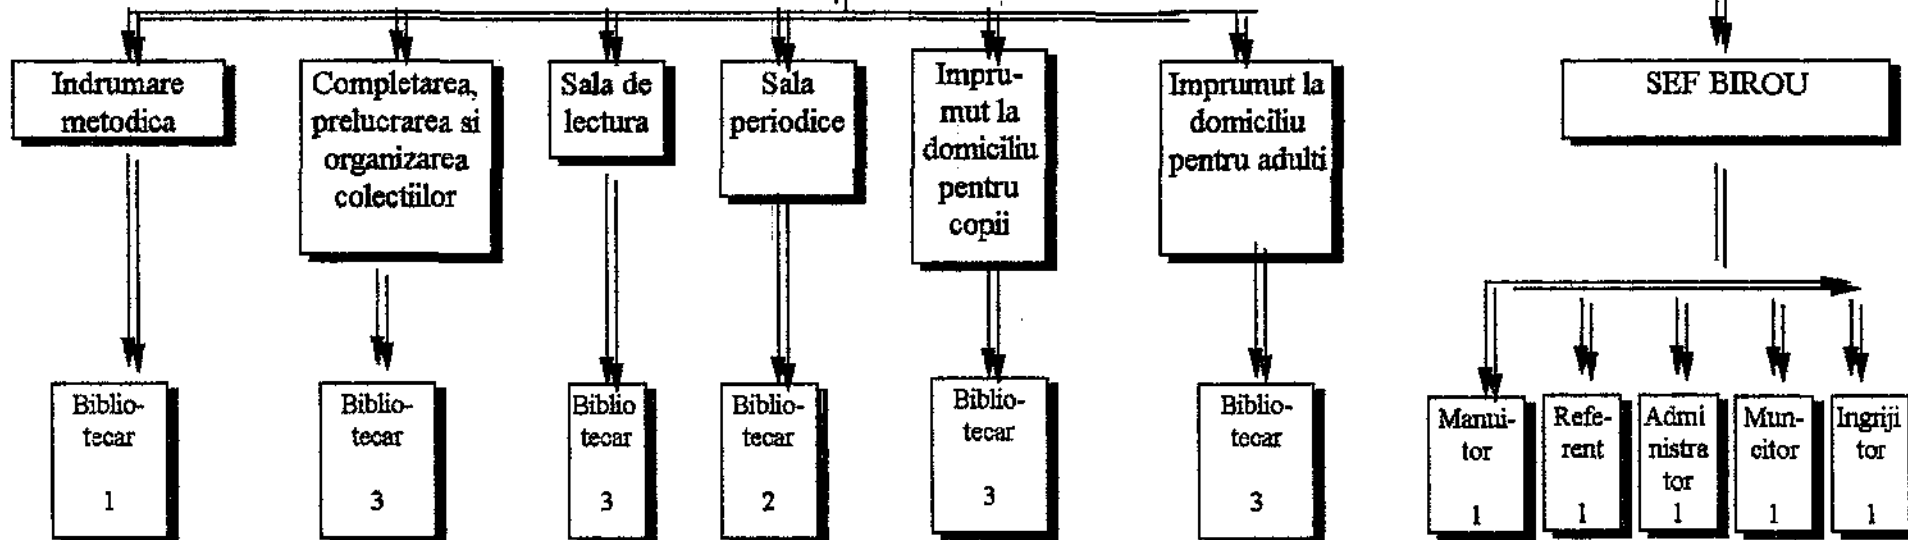 Indrumare
metodica
Completarea,
prelucrarea si
organizarea
colectiilor
Sala de
lectura
Sala
periodice
Impru-
mut la
domiciliu
pentru
copii
Imprumut la
domiciliu
pentru adulti
SEF BIROU
Biblio-
tecar
1
Biblio-
tecar
3
Biblio
tecar
3
Biblio-
tecar
2
Biblio-
tecar
3
Biblio-
tecar
3
Manui-
tor
1
Refe-
rent
1
Admi
nistra
tor
1
Mun-
citor
1
Ingriji
tor
1